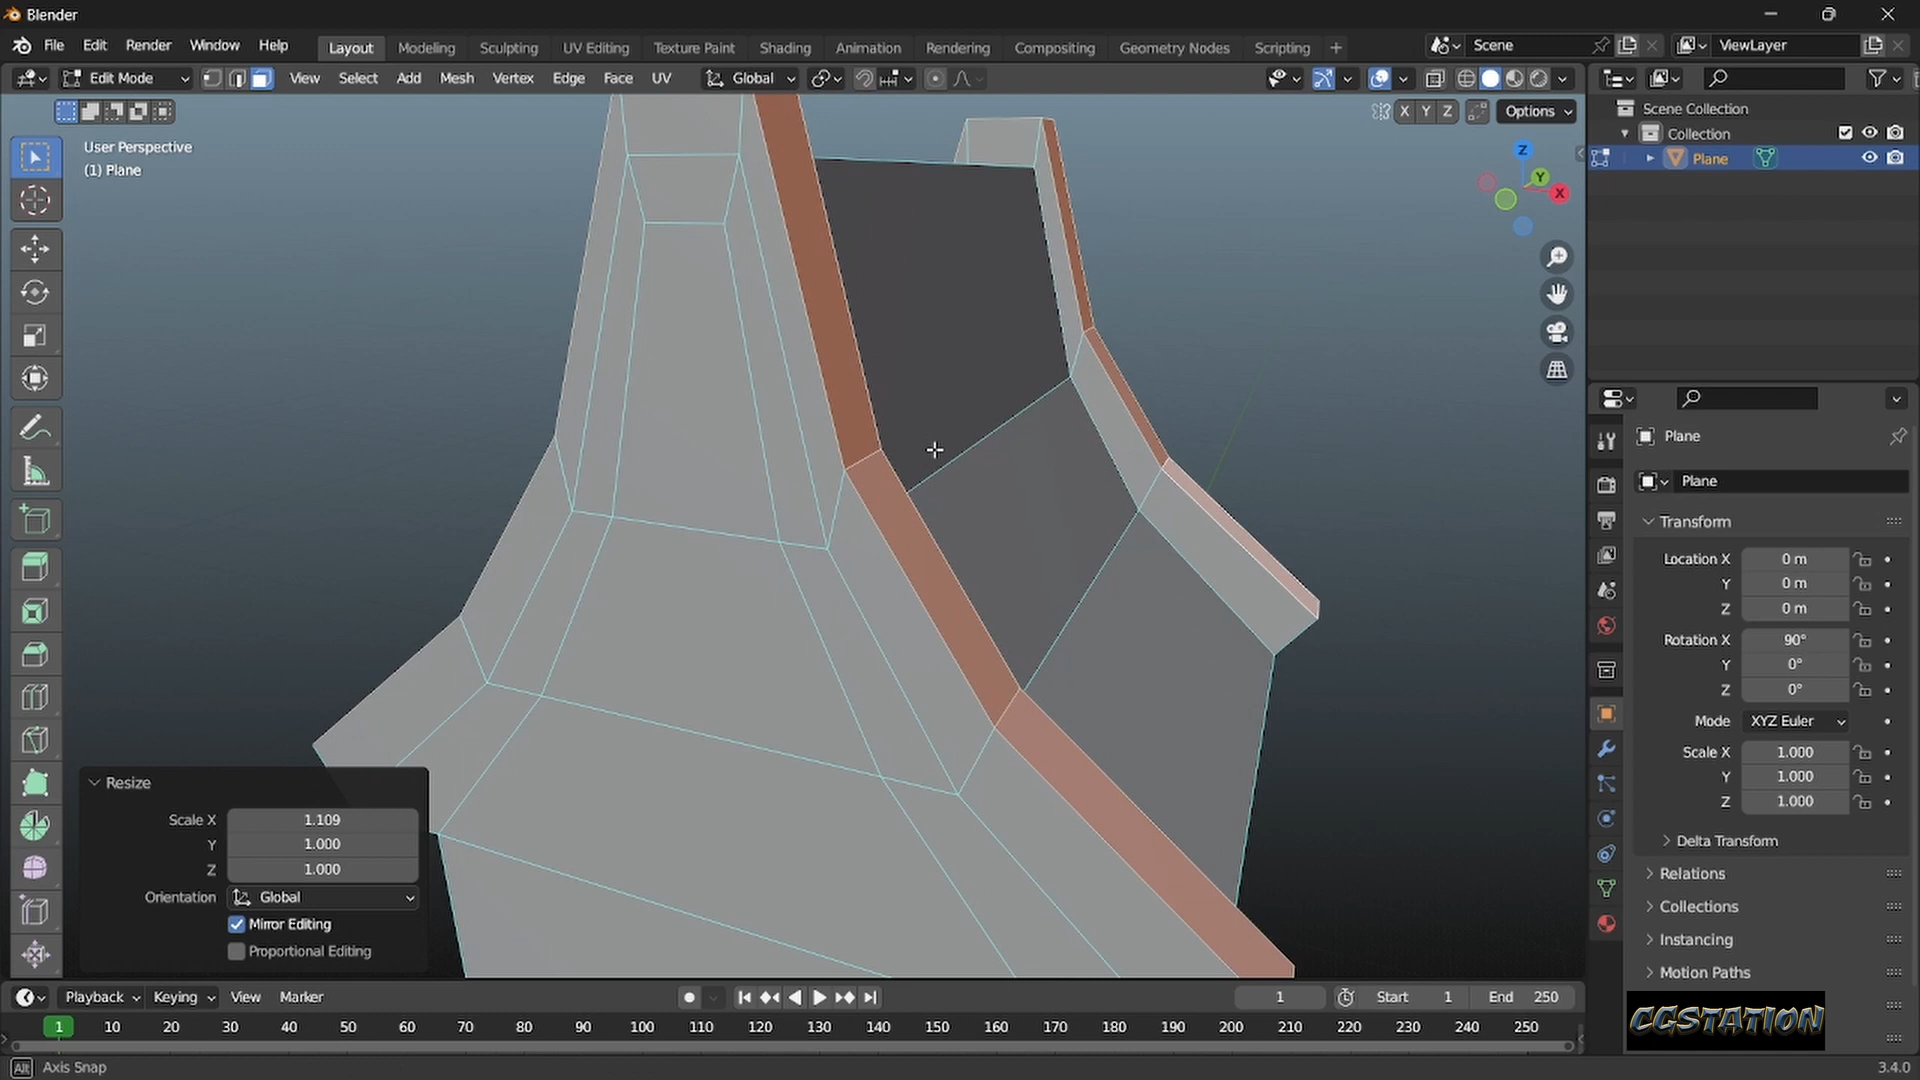 Blender
File Edit Render Window Help Layout Modeling Sculpting UV Editing Texture Paint Shading Animation Rendering Compositing Geometry Nodes Scripting + Scene ViewLayer
Edit Mode View Select Add Mesh Vertex Edge Face UV Global
X Y Z Options
User Perspective
(1) Plane
Z
Y
X
Scene Collection
Collection
Plane
Plane
Plane
Transform
Location X 0 m
Y 0 m
Z 0 m
Rotation X 90°
Y 0°
Z 0°
Mode XYZ Euler
Scale X 1.000
Y 1.000
Z 1.000
Delta Transform
Relations
Collections
Instancing
Motion Paths
Resize
Scale X 1.109
Y 1.000
Z 1.000
Orientation Global
Mirror Editing
Proportional Editing
Playback Keying View Marker 1 Start 1 End 250
1 10 20 30 40 50 60 70 80 90 100 110 120 130 140 150 160 170 180 190 200 210 220 230 240 250
CGSTATION
Alt Axis Snap 3.4.0